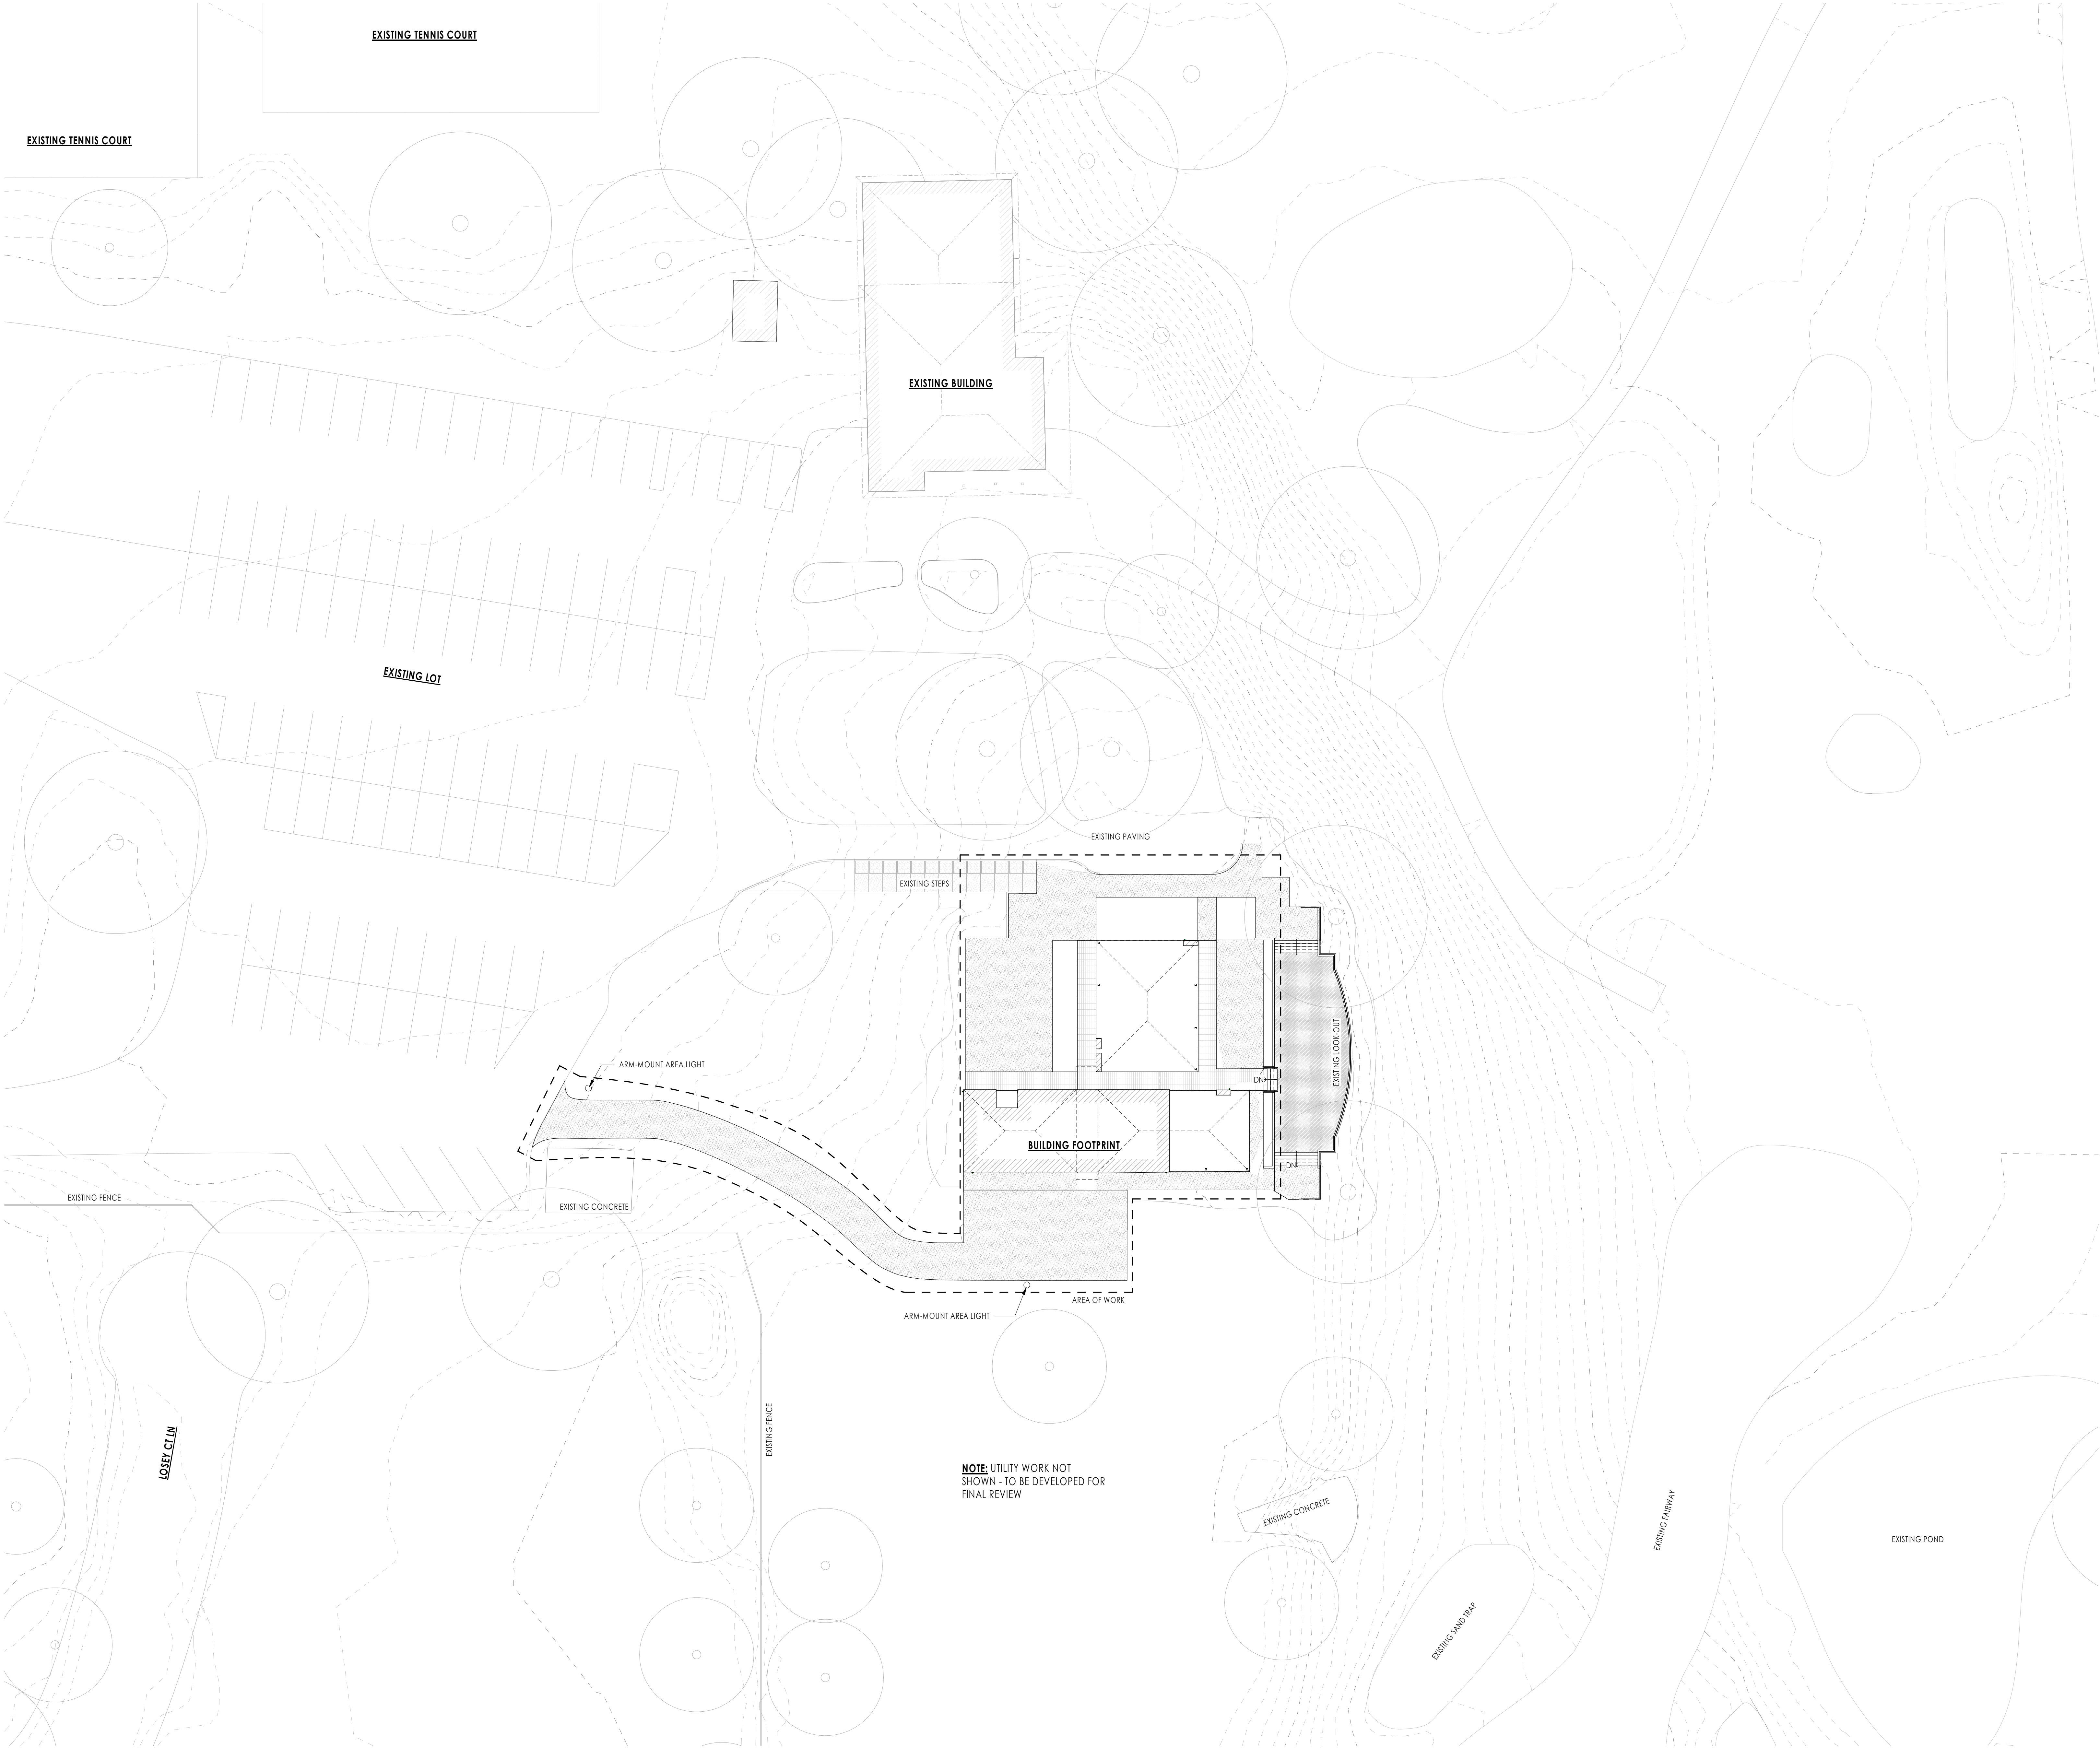 EXISTING TENNIS COURT
EXISTING TENNIS COURT
EXISTING BUILDING
EXISTING LOT
EXISTING PAVING
EXISTING STEPS
EXISTING LOOK-OUT
ARM-MOUNT AREA LIGHT
DN
BUILDING FOOTPRINT
DN
EXISTING FENCE
EXISTING CONCRETE
AREA OF WORK
ARM-MOUNT AREA LIGHT
EXISTING FENCE
LOSEY CT LN
NOTE: UTILITY WORK NOT
SHOWN - TO BE DEVELOPED FOR
FINAL REVIEW
EXISTING CONCRETE
EXISTING FAIRWAY
EXISTING POND
EXISTING SAND TRAP